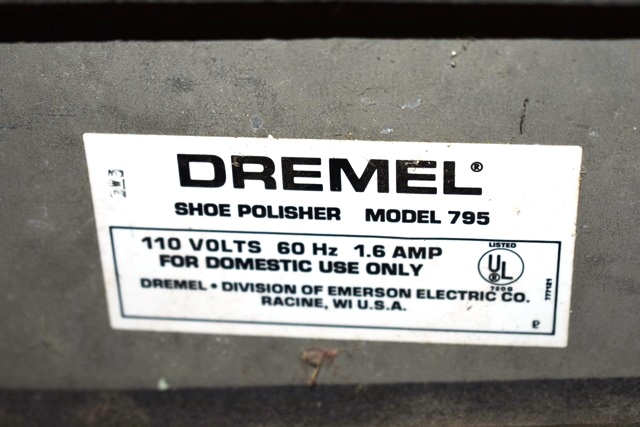 DREMEL®
SHOE POLISHER MODEL 795
110 VOLTS 60 Hz 1.6 AMP
FOR DOMESTIC USE ONLY
LISTED
UL
®
720B
DREMEL • DIVISION OF EMERSON ELECTRIC CO.
RACINE, WI U.S.A.